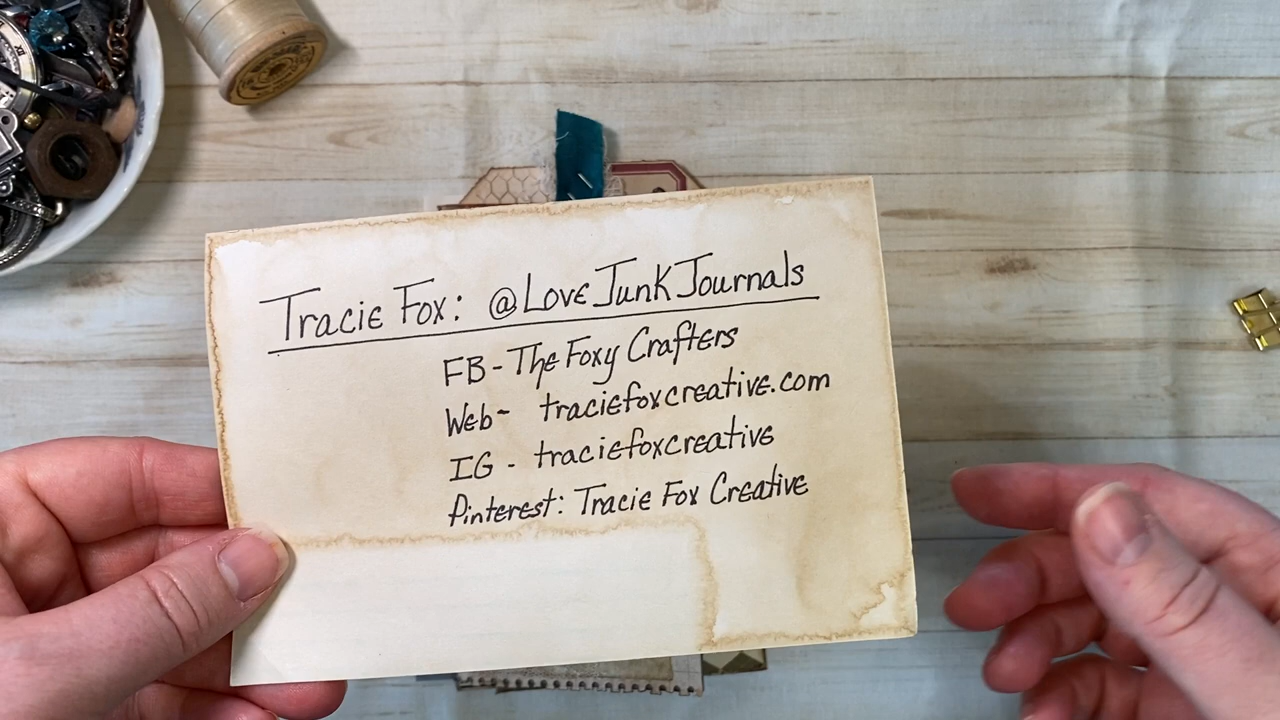 Tracie Fox: @LoveJunkJournals
FB - The Foxy Crafters
Web - traciefoxcreative.com
IG - traciefoxcreative
Pinterest: Tracie Fox Creative